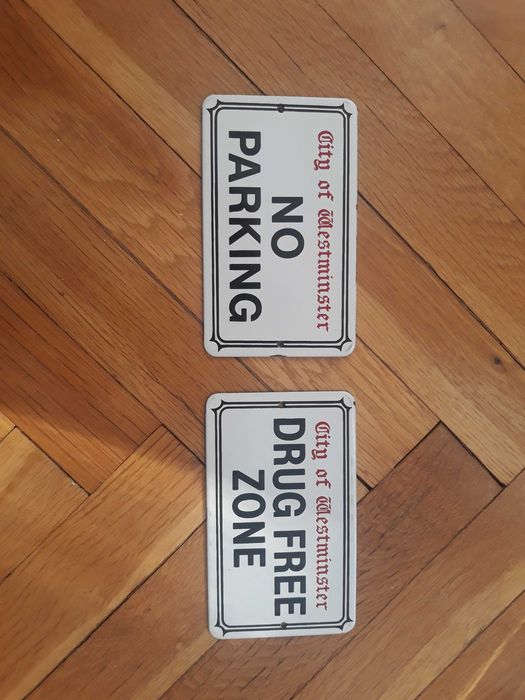 City of Westminster
NO
PARKING
City of Westminster
DRUG FREE
ZONE